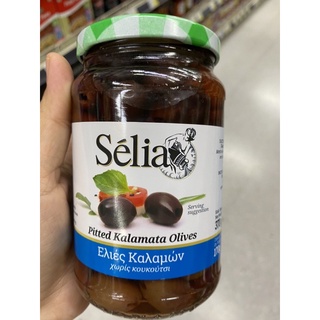 Sélia
Serving
suggestion
Pitted Kalamata Olives
Ελιές Καλαμών
χωρίς κουκούτσι